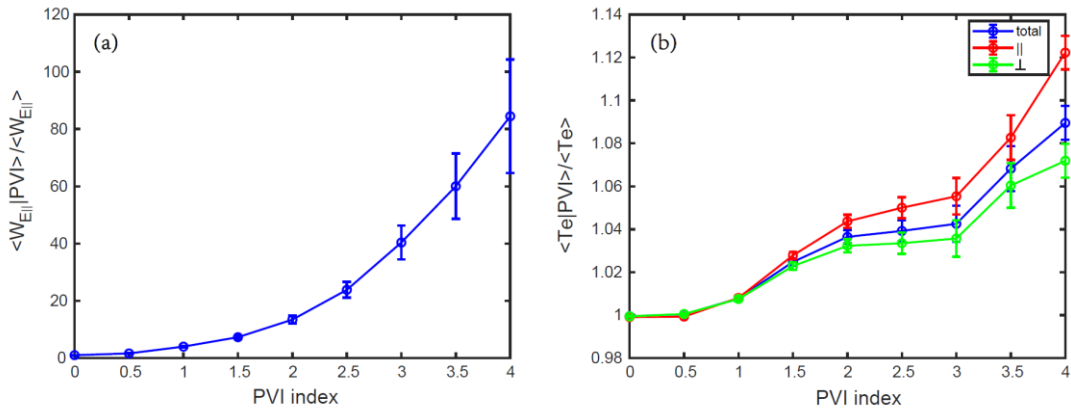 (a)
<W_E|||PVI>/<W_E||>
120
100
80
60
40
20
0
0 0.5 1 1.5 2 2.5 3 3.5 4
PVI index
(b)
total
||
⊥
<Te|PVI>/<Te>
1.14
1.12
1.1
1.08
1.06
1.04
1.02
1
0.98
0 0.5 1 1.5 2 2.5 3 3.5 4
PVI index